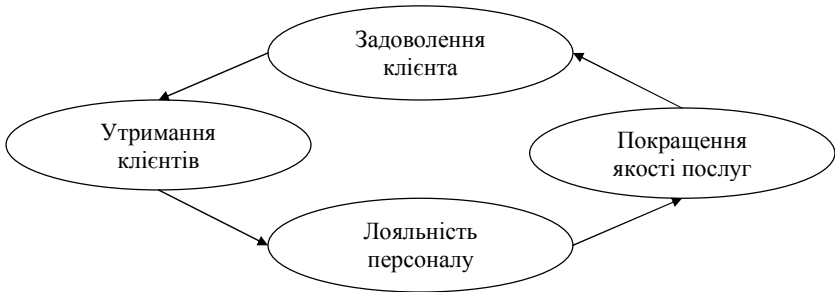 Задоволення
клієнта
Утримання
клієнтів
Покращення
якості послуг
Лояльність
персоналу